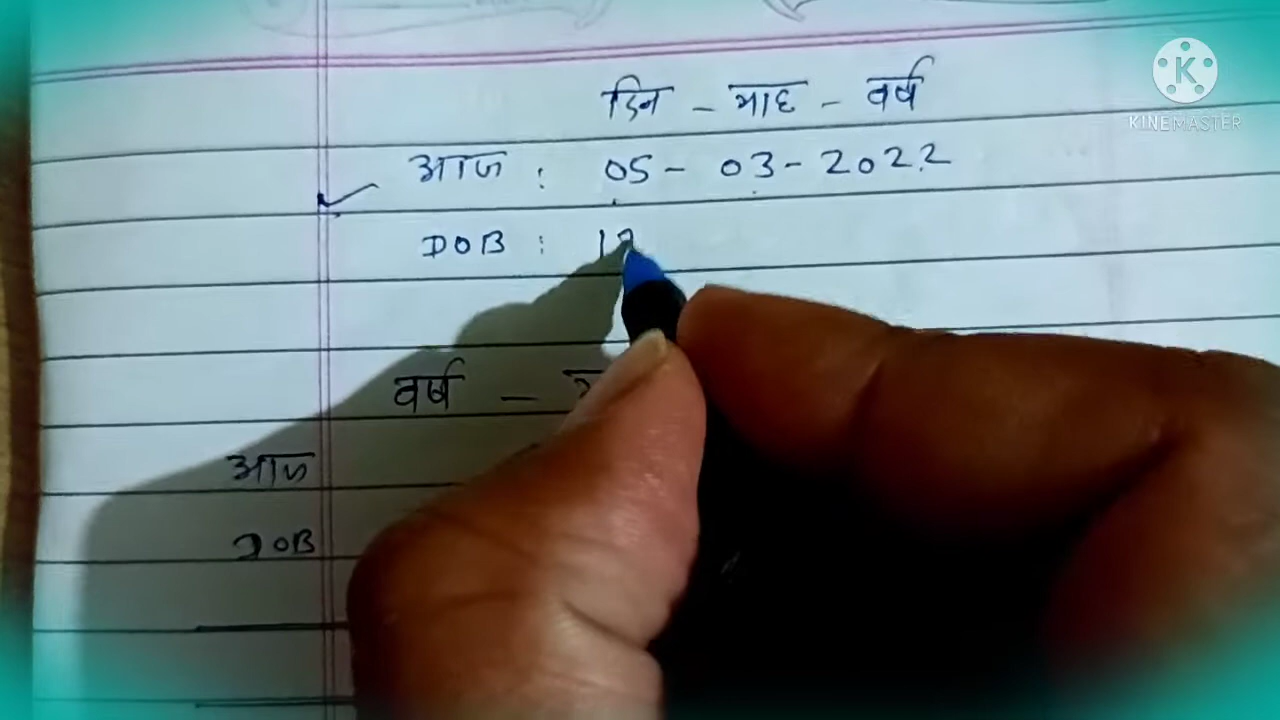 दिन - माह - वर्ष
आज : 05 - 03 - 2022
DOB :
वर्ष -
आज
DOB
KINEMASTER